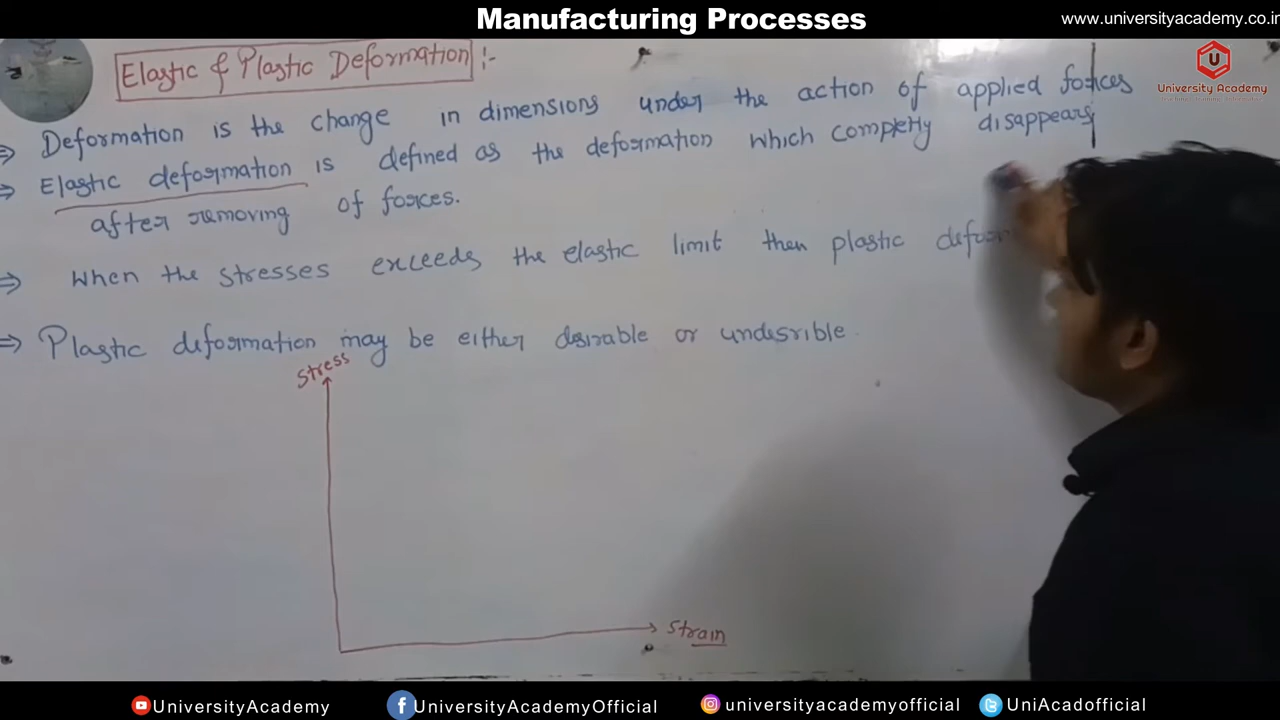 Manufacturing Processes
www.universityacademy.co.in
University Academy
Elastic & Plastic Deformation :-
⇒ Deformation is the change in dimensions under the action of applied forces
⇒ Elastic deformation is defined as the deformation which completly disappears
after removing of forces.
⇒ When the stresses exceeds the elastic limit then plastic defor
⇒ Plastic deformation may be either desirable or undesrible
Stress
Strain
UniversityAcademy
UniversityAcademyOfficial
universityacademyofficial
UniAcadofficial